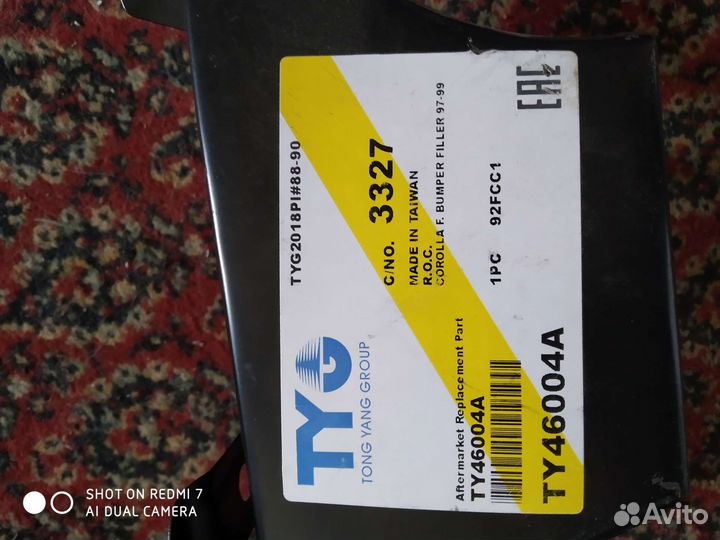 TYG2018PI#88-90
C/NO. 3327
MADE IN TAIWAN
R.O.C.
COROLLA F. BUMPER FILLER 97-99
1PC 92FCC1
EAC
TYG
TONG YANG GROUP
Aftermarket Replacement Part
TY46004A
TY46004A
SHOT ON REDMI 7
AI DUAL CAMERA
Avito